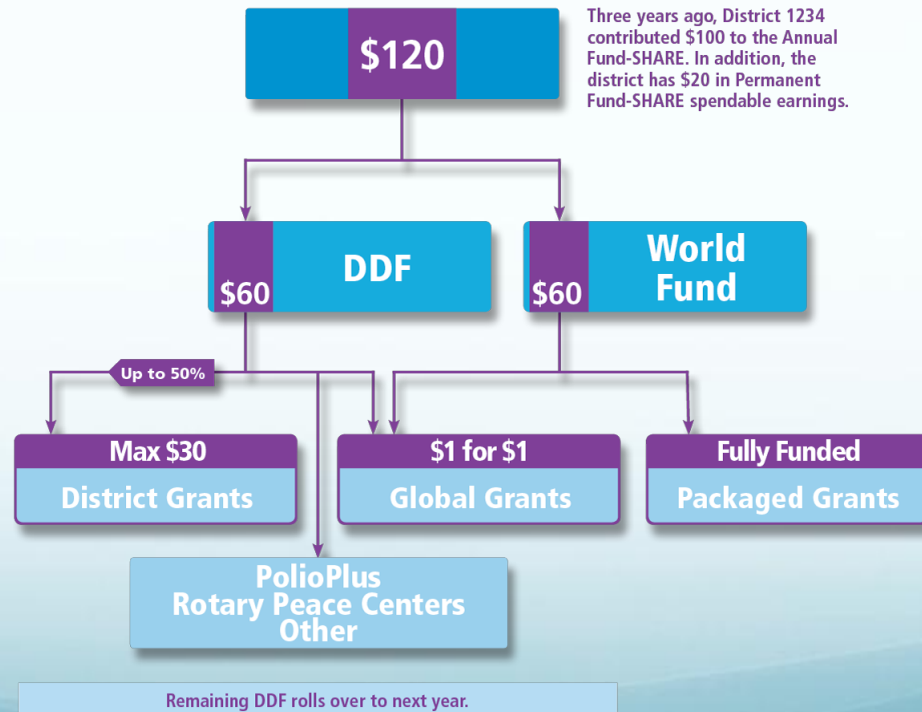 $120
Three years ago, District 1234
contributed $100 to the Annual
Fund-SHARE. In addition, the
district has $20 in Permanent
Fund-SHARE spendable earnings.
$60
DDF
$60
World
Fund
Up to 50%
Max $30
District Grants
$1 for $1
Global Grants
Fully Funded
Packaged Grants
PolioPlus
Rotary Peace Centers
Other
Remaining DDF rolls over to next year.